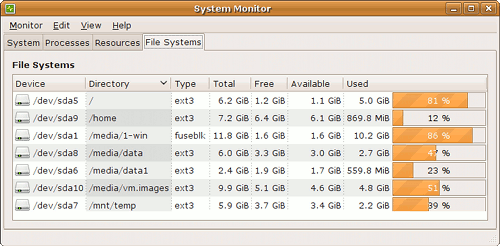 System Monitor
Monitor Edit View Help
System Processes Resources File Systems
File Systems
Device Directory Type Total Free Available Used
/dev/sda5 / ext3 6.2 GiB 1.2 GiB 1.1 GiB 5.0 GiB 81 %
/dev/sda9 /home ext3 7.2 GiB 6.4 GiB 6.1 GiB 869.8 MiB 12 %
/dev/sda1 /media/1-win fuseblk 11.8 GiB 1.6 GiB 1.6 GiB 10.2 GiB 86 %
/dev/sda8 /media/data ext3 6.0 GiB 3.3 GiB 3.0 GiB 2.7 GiB %
/dev/sda6 /media/data1 ext3 2.4 GiB 1.9 GiB 1.7 GiB 559.8 MiB 23 %
/dev/sda10 /media/vm.images ext3 9.9 GiB 5.1 GiB 4.6 GiB 4.8 GiB 51 %
/dev/sda7 /mnt/temp ext3 5.9 GiB 3.7 GiB 3.4 GiB 2.2 GiB 39 %